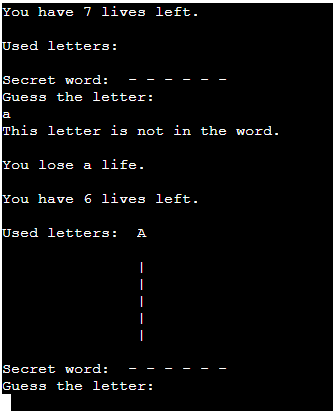 You have 7 lives left.
Used letters:
Secret word:  - - - - - -
Guess the letter:
a
This letter is not in the word.
You lose a life.
You have 6 lives left.
Used letters:  A
|
|
|
|
|
Secret word:  - - - - - -
Guess the letter: